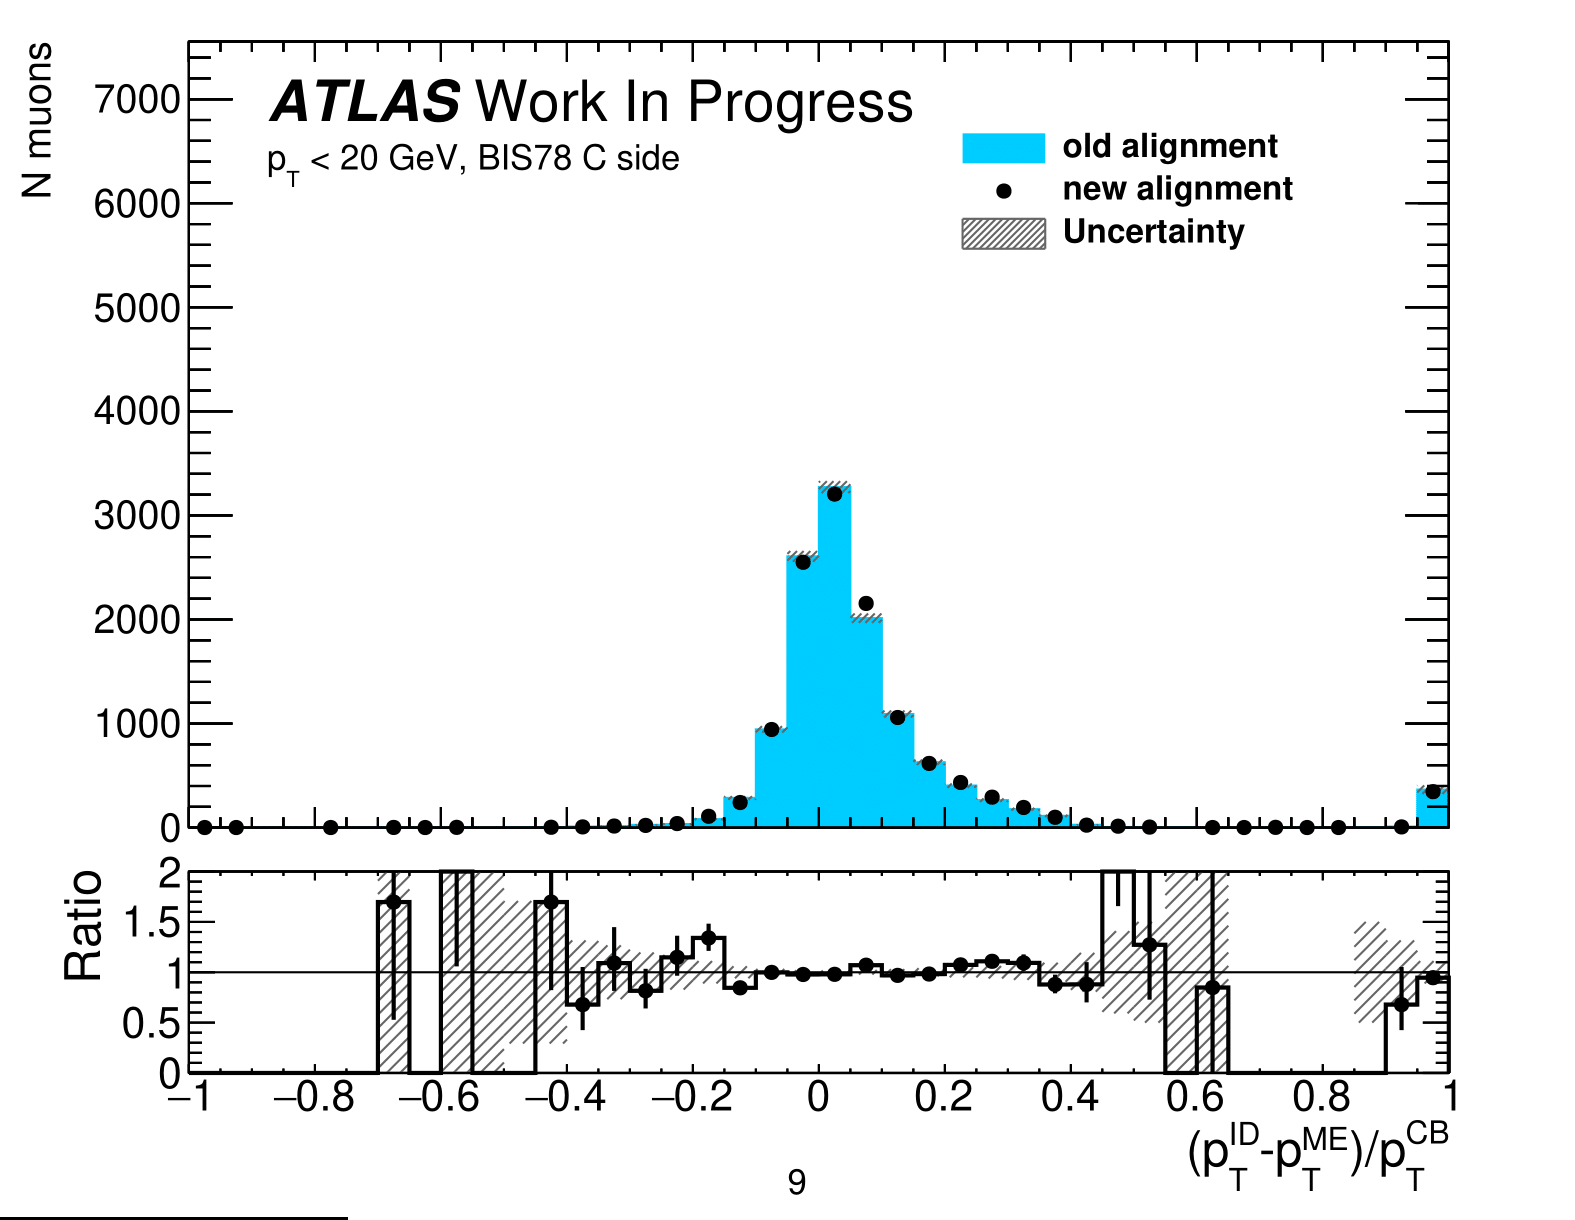 N muons
7000
6000
5000
4000
3000
2000
1000
0
ATLAS Work In Progress
p_T < 20 GeV, BIS78 C side
old alignment
new alignment
Uncertainty
Ratio
2
1.5
1
0.5
0
−1 −0.8 −0.6 −0.4 −0.2 0 0.2 0.4 0.6 0.8 1
(p_T^ID-p_T^ME)/p_T^CB
9